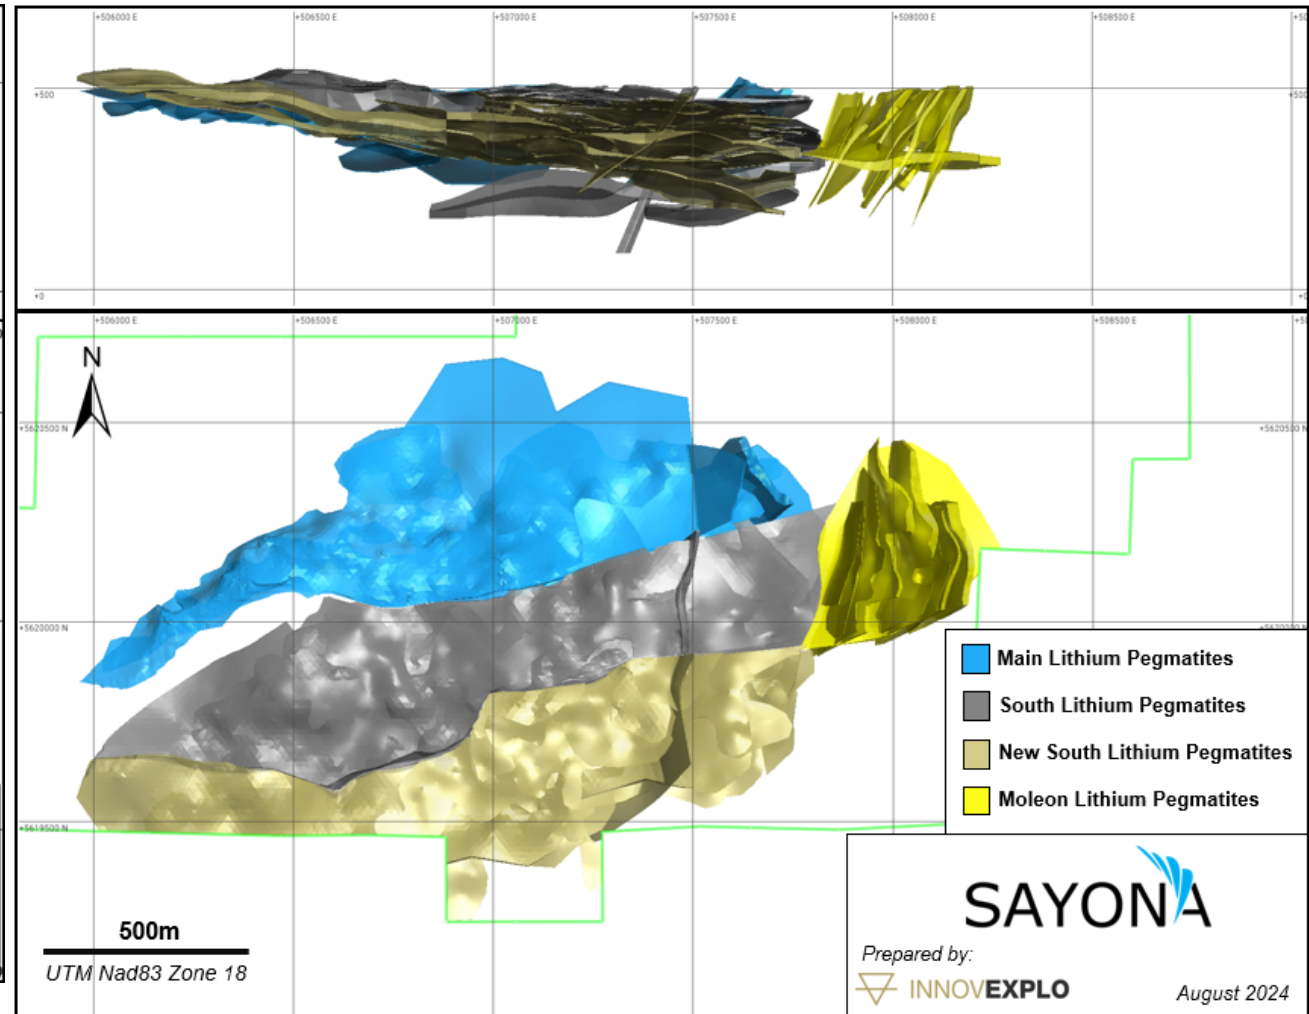 +506000 E
+506500 E
+507000 E
+507500 E
+508000 E
+508500 E
+500
+0
+506000 E
+506500 E
+507000 E
+507500 E
+508000 E
+508500 E
N
+5620500 N
+5620500 N
+5620000 N
+5619500 N
Main Lithium Pegmatites
South Lithium Pegmatites
New South Lithium Pegmatites
Moleon Lithium Pegmatites
500m
UTM Nad83 Zone 18
SAYONA
Prepared by:
INNOVEXPLO
August 2024